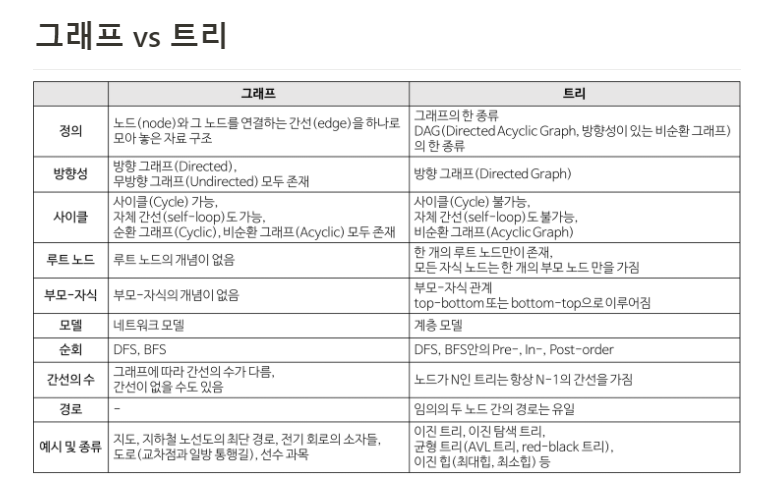 그래프 vs 트리
그래프
트리
정의
노드(node)와 그 노드를 연결하는 간선(edge)을 하나로
모아 놓은 자료 구조
그래프의 한 종류
DAG(Directed Acyclic Graph, 방향성이 있는 비순환 그래프)
의 한 종류
방향성
방향 그래프(Directed),
무방향 그래프(Undirected) 모두 존재
방향 그래프(Directed Graph)
사이클
사이클(Cycle) 가능,
자체 간선(self-loop)도 가능,
순환 그래프(Cyclic), 비순환 그래프(Acyclic) 모두 존재
사이클(Cycle) 불가능,
자체 간선(self-loop)도 불가능,
비순환 그래프(Acyclic Graph)
루트 노드
루트 노드의 개념이 없음
한 개의 루트 노드만이 존재,
모든 자식 노드는 한 개의 부모 노드 만을 가짐
부모-자식
부모-자식의 개념이 없음
부모-자식 관계
top-bottom 또는 bottom-top으로 이루어짐
모델
네트워크 모델
계층 모델
순회
DFS, BFS
DFS, BFS안의 Pre-, In-, Post-order
간선의 수
그래프에 따라 간선의 수가 다름,
간선이 없을 수도 있음
노드가 N인 트리는 항상 N-1의 간선을 가짐
경로
-
임의의 두 노드 간의 경로는 유일
예시 및 종류
지도, 지하철 노선도의 최단 경로, 전기 회로의 소자들,
도로(교차점과 일방 통행길), 선수 과목
이진 트리, 이진 탐색 트리,
균형 트리(AVL 트리, red-black 트리),
이진 힙(최대힙, 최소힙) 등